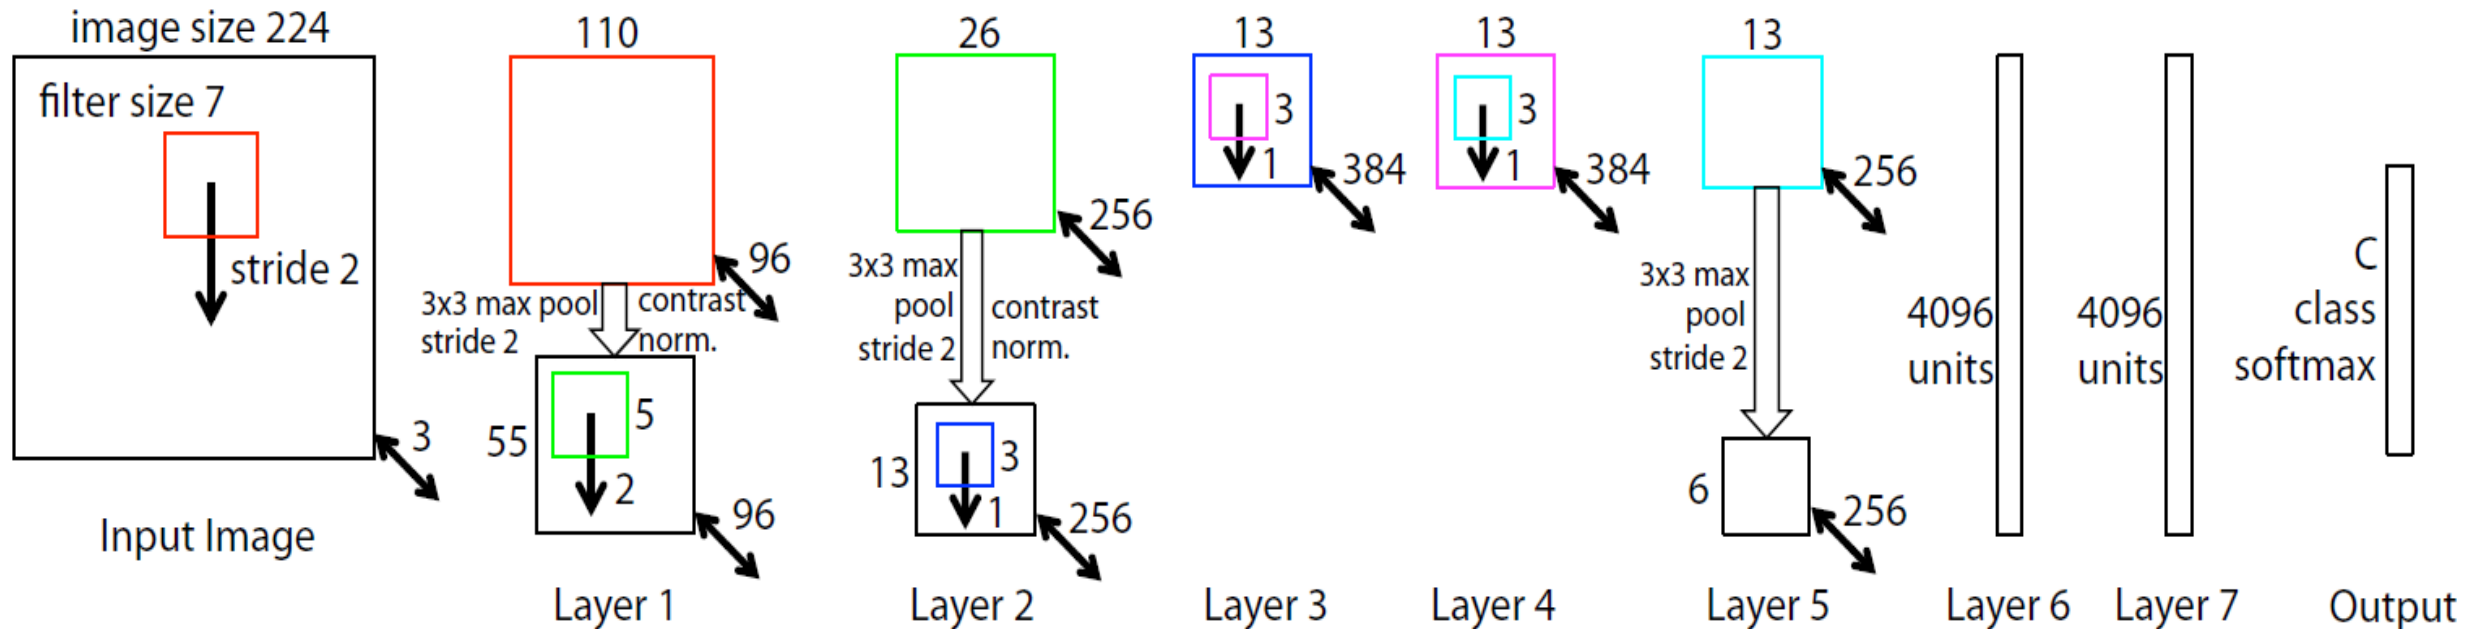 image size 224
filter size 7
stride 2
3
Input Image
110
96
3x3 max pool
stride 2
contrast
norm.
55
5
2
96
Layer 1
26
256
3x3 max
pool
stride 2
contrast
norm.
13
3
1
256
Layer 2
13
3
1
384
Layer 3
13
3
1
384
Layer 4
13
256
3x3 max
pool
stride 2
6
256
Layer 5
4096
units
Layer 6
4096
units
Layer 7
C
class
softmax
Output